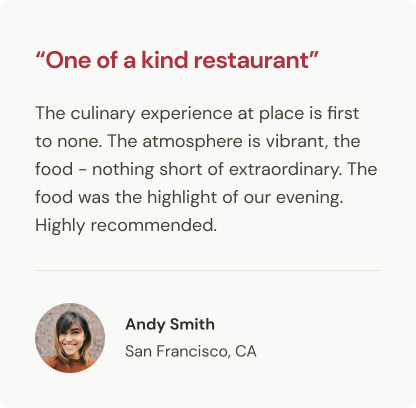 “One of a kind restaurant”
The culinary experience at place is first
to none. The atmosphere is vibrant, the
food - nothing short of extraordinary. The
food was the highlight of our evening.
Highly recommended.
Andy Smith
San Francisco, CA